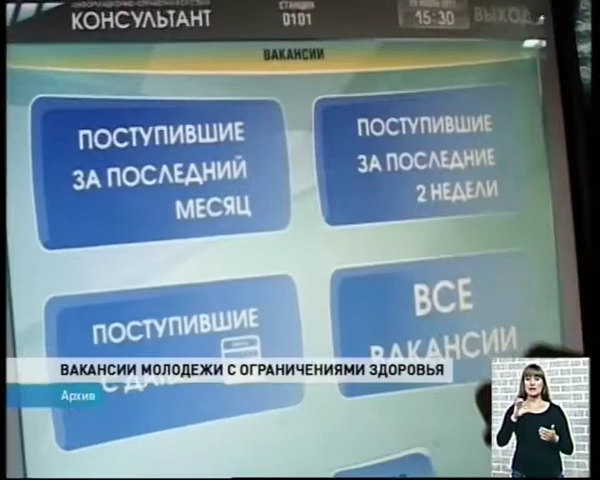 КОНСУЛЬТАНТ
СТАНЦИЯ
0101
15:30
ВЫХОД
ВАКАНСИИ
ПОСТУПИВШИЕ
ЗА ПОСЛЕДНИЙ
МЕСЯЦ
ПОСТУПИВШИЕ
ЗА ПОСЛЕДНИЕ
2 НЕДЕЛИ
ПОСТУПИВШИЕ
ВСЕ
ВАКАНСИИ
ВАКАНСИИ МОЛОДЕЖИ С ОГРАНИЧЕНИЯМИ ЗДОРОВЬЯ
Архив